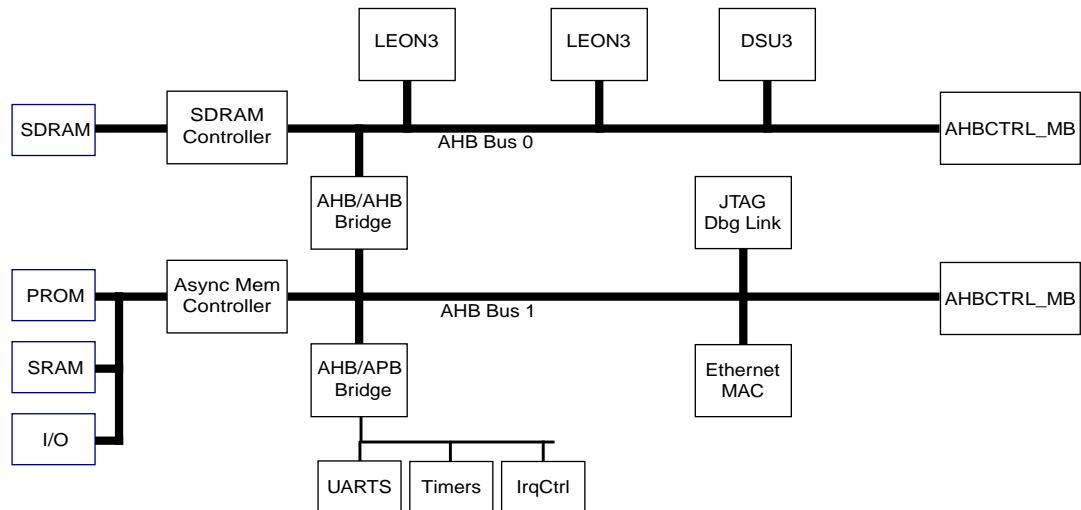 LEON3
LEON3
DSU3
SDRAM
SDRAM
Controller
AHBCTRL_MB
AHB Bus 0
AHB/AHB
Bridge
JTAG
Dbg Link
PROM
Async Mem
Controller
AHBCTRL_MB
AHB Bus 1
SRAM
AHB/APB
Bridge
Ethernet
MAC
I/O
UARTS
Timers
IrqCtrl